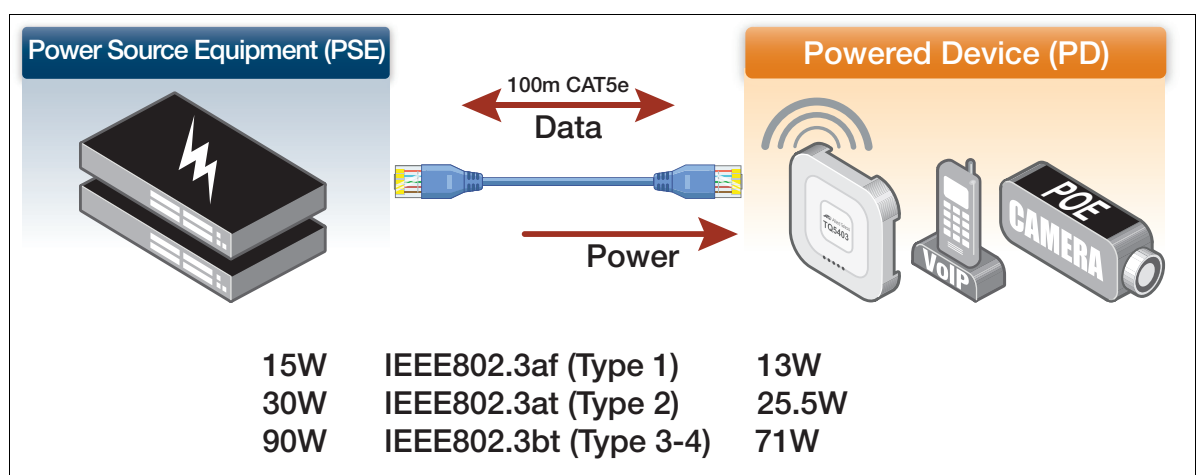 Power Source Equipment (PSE)
Powered Device (PD)
100m CAT5e
Data
Power
TQ5403
VoIP
POE
CAMERA
15W IEEE802.3af (Type 1) 13W
30W IEEE802.3at (Type 2) 25.5W
90W IEEE802.3bt (Type 3-4) 71W